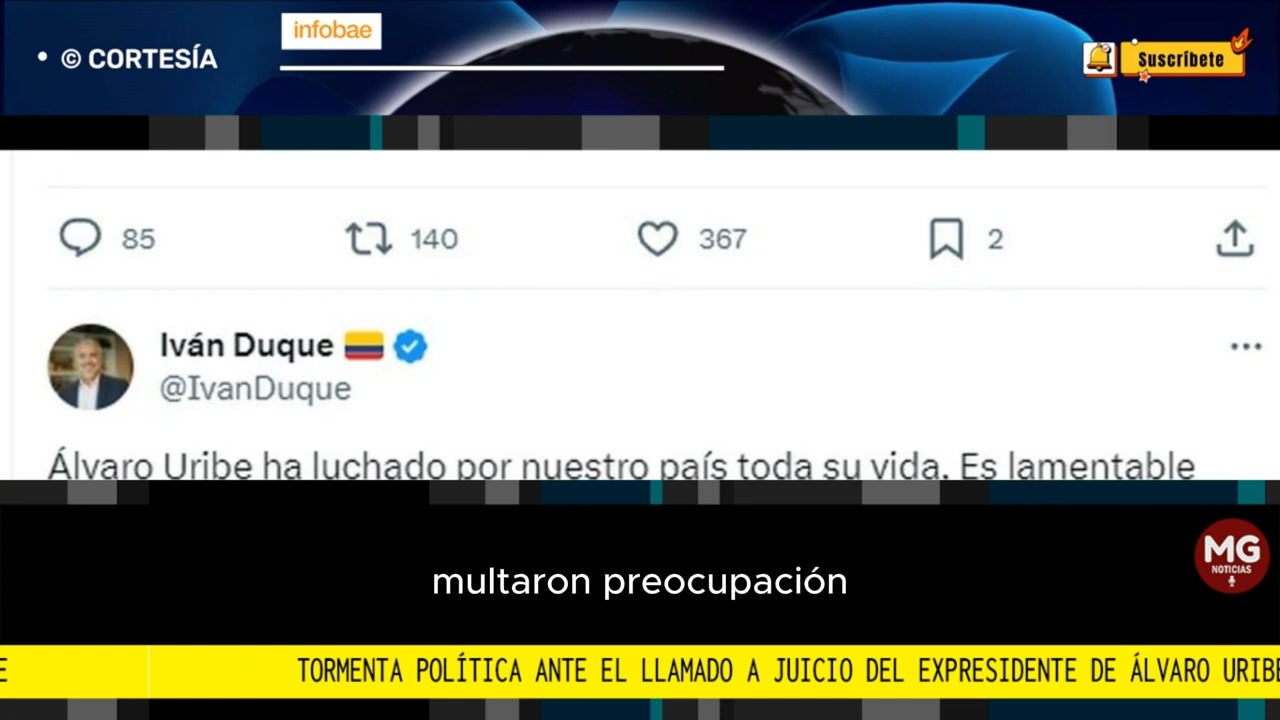 • © CORTESÍA
infobae
Suscríbete
85 140 367 2
Iván Duque
@IvanDuque
Álvaro Uribe ha luchado por nuestro país toda su vida. Es lamentable
multaron preocupación
MG
NOTICIAS
E TORMENTA POLÍTICA ANTE EL LLAMADO A JUICIO DEL EXPRESIDENTE DE ÁLVARO URIBE